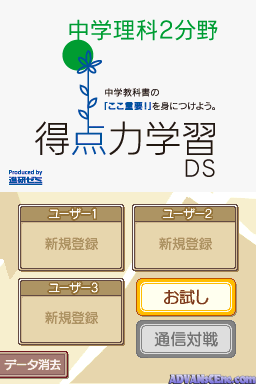 中学理科2分野
中学教科書の
「ここ重要!」を身につけよう。
得点力学習
DS
Produced by
進研ゼミ
ユーザー1
ユーザー2
新規登録
新規登録
ユーザー3
新規登録
お試し
通信対戦
データ消去
ADVANsCEne.com